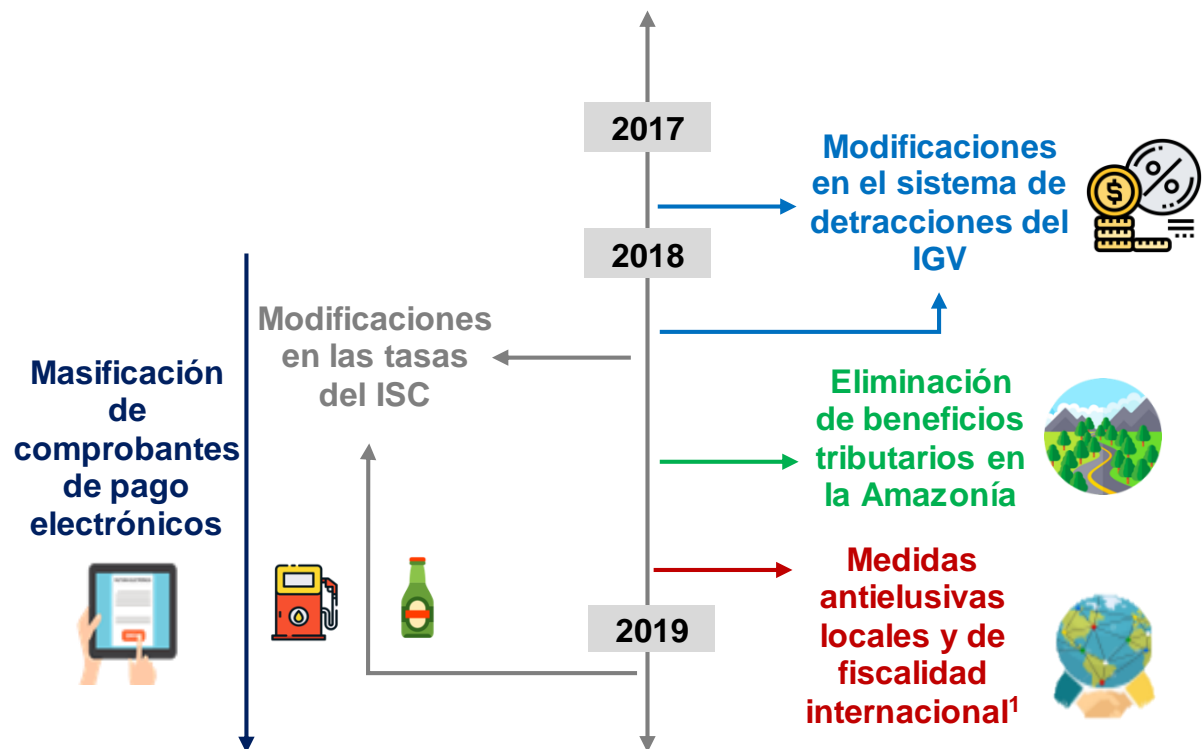 2017
Modificaciones
en el sistema de
detracciones del
IGV
2018
Modificaciones
en las tasas
del ISC
Masificación
de
comprobantes
de pago
electrónicos
Eliminación
de beneficios
tributarios en
la Amazonía
Medidas
antielusivas
locales y de
fiscalidad
internacional¹
2019